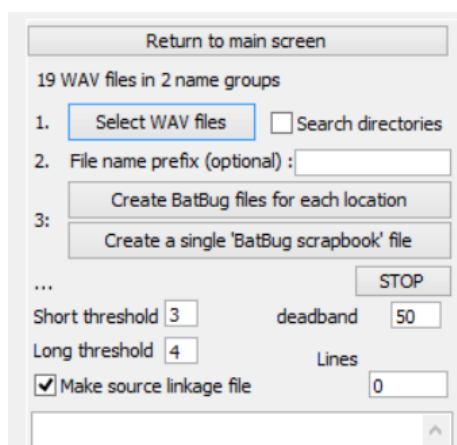 Return to main screen
19 WAV files in 2 name groups
1. Select WAV files Search directories
2. File name prefix (optional) :
Create BatBug files for each location
3:
Create a single 'BatBug scrapbook' file
... STOP
Short threshold 3 deadband 50
Long threshold 4 Lines
Make source linkage file 0